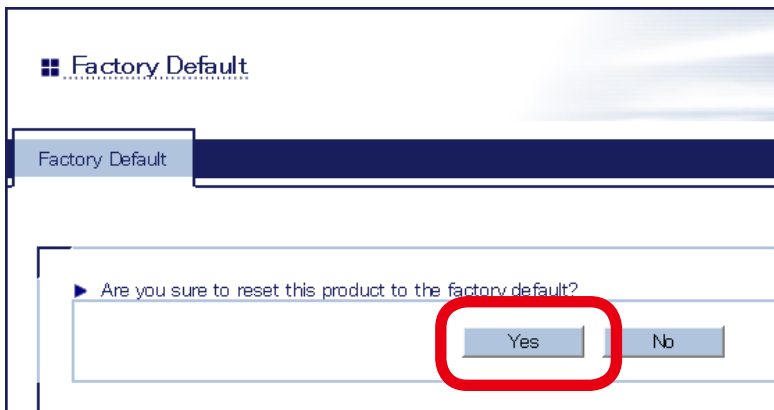 Factory Default
Factory Default
Are you sure to reset this product to the factory default?
Yes No